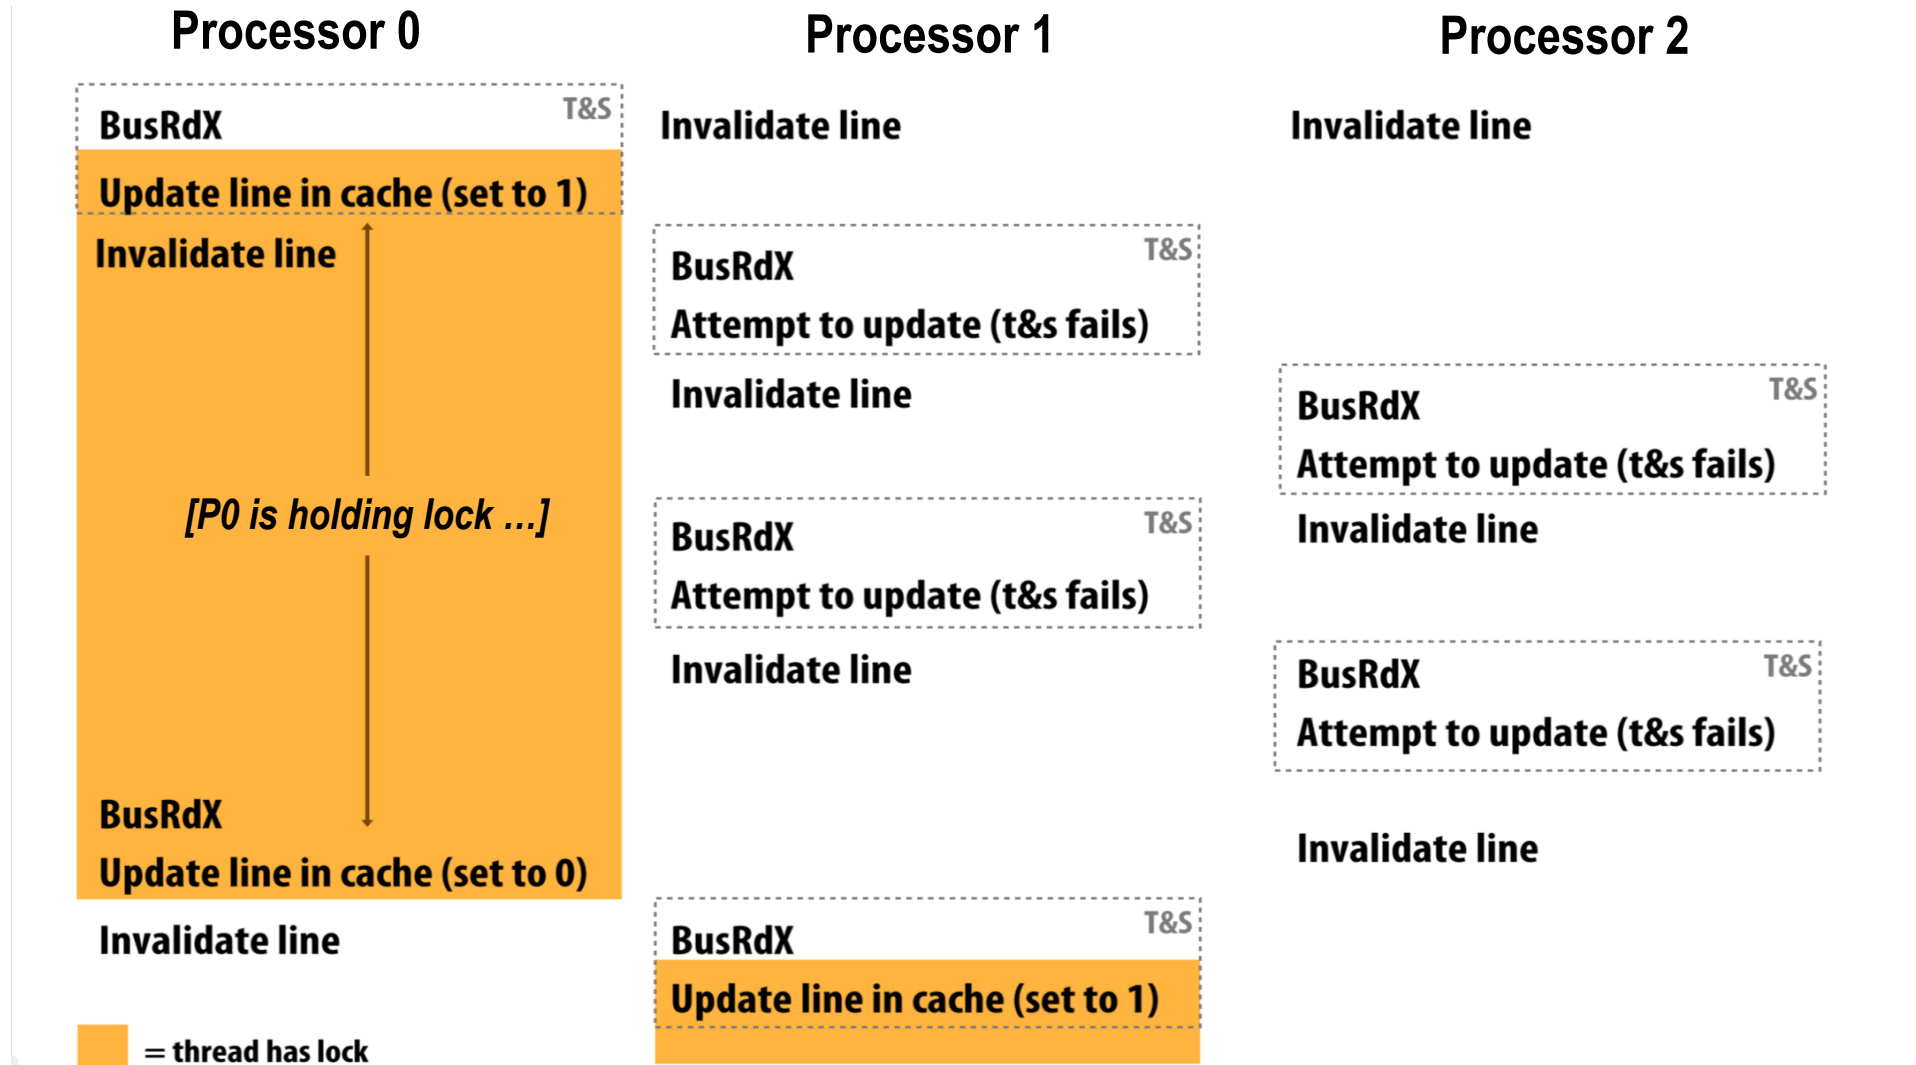 Processor 0
BusRdX
T&S
Update line in cache (set to 1)
Invalidate line
[P0 is holding lock ...]
BusRdX
Update line in cache (set to 0)
Invalidate line
= thread has lock
Processor 1
Invalidate line
BusRdX
T&S
Attempt to update (t&s fails)
Invalidate line
BusRdX
T&S
Attempt to update (t&s fails)
Invalidate line
BusRdX
T&S
Update line in cache (set to 1)
Processor 2
Invalidate line
BusRdX
T&S
Attempt to update (t&s fails)
Invalidate line
BusRdX
T&S
Attempt to update (t&s fails)
Invalidate line